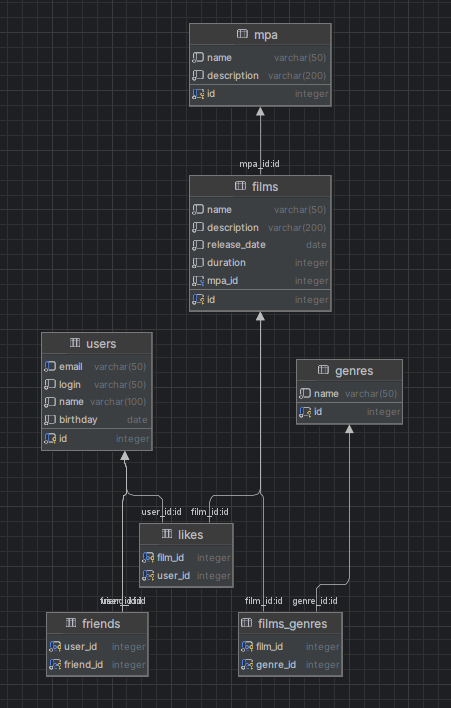 mpa
name varchar(50)
description varchar(200)
id integer
mpa_id:id
films
name varchar(50)
description varchar(200)
release_date date
duration integer
mpa_id integer
id integer
users
email varchar(50)
login varchar(50)
name varchar(100)
birthday date
id integer
genres
name varchar(50)
id integer
user_id:id film_id:id
likes
film_id integer
user_id integer
film_id:id genre_id:id
friends
user_id integer
friend_id integer
films_genres
film_id integer
genre_id integer